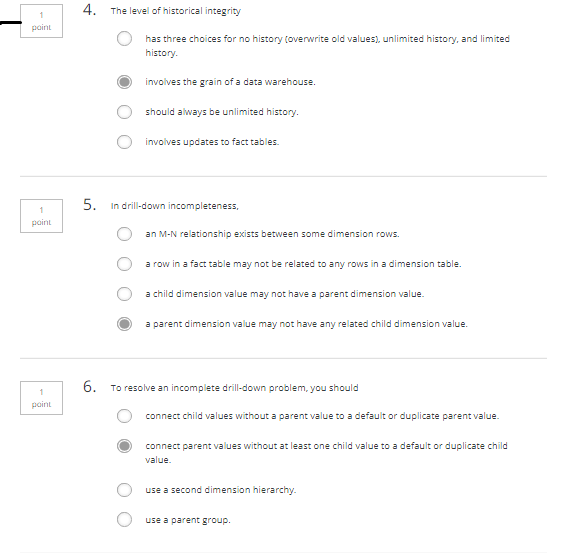 1
point
4. The level of historical integrity
has three choices for no history (overwrite old values), unlimited history, and limited
history.
involves the grain of a data warehouse.
should always be unlimited history.
involves updates to fact tables.
1
point
5. In drill-down incompleteness,
an M-N relationship exists between some dimension rows.
a row in a fact table may not be related to any rows in a dimension table.
a child dimension value may not have a parent dimension value.
a parent dimension value may not have any related child dimension value.
1
point
6. To resolve an incomplete drill-down problem, you should
connect child values without a parent value to a default or duplicate parent value.
connect parent values without at least one child value to a default or duplicate child
value.
use a second dimension hierarchy.
use a parent group.